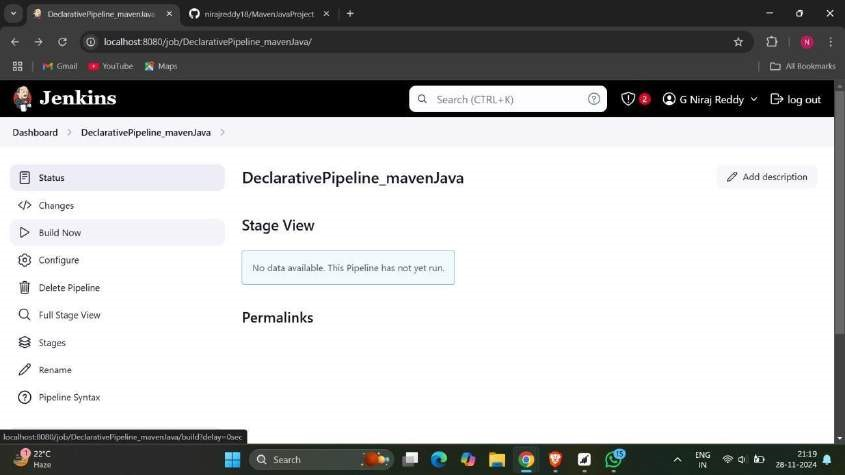 DeclarativePipeline_mavenJava
nirajreddy18/MavenJavaProject
localhost:8080/job/DeclarativePipeline_mavenJava/
N
Gmail
YouTube
Maps
All Bookmarks
Jenkins
Search (CTRL+K)
2
G Niraj Reddy
log out
Dashboard
DeclarativePipeline_mavenJava
Status
Changes
Build Now
Configure
Delete Pipeline
Full Stage View
Stages
Rename
Pipeline Syntax
DeclarativePipeline_mavenJava
Add description
Stage View
No data available. This Pipeline has not yet run.
Permalinks
localhost:8080/job/DeclarativePipeline_mavenJava/build?delay=0sec
1
22°C
Haze
Search
15
ENG
IN
21:19
28-11-2024